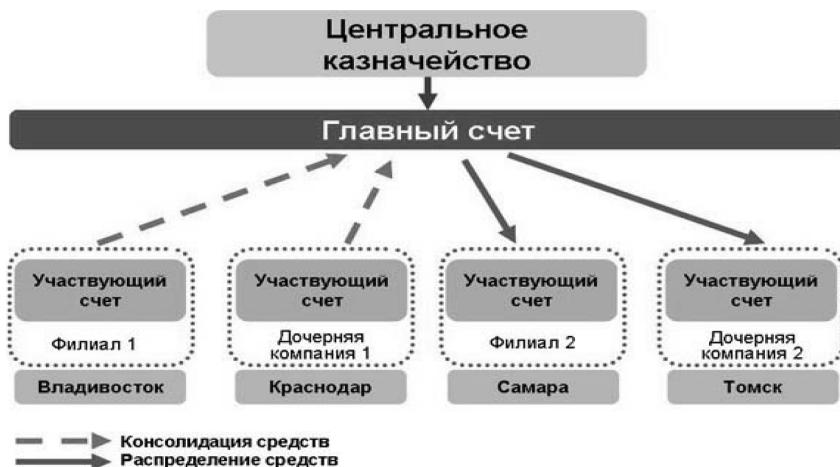 Центральное
казначейство
Главный счет
Участвующий
счет
Филиал 1
Владивосток
Участвующий
счет
Дочерняя
компания 1
Краснодар
Участвующий
счет
Филиал 2
Самара
Участвующий
счет
Дочерняя
компания 2
Томск
Консолидация средств
Распределение средств